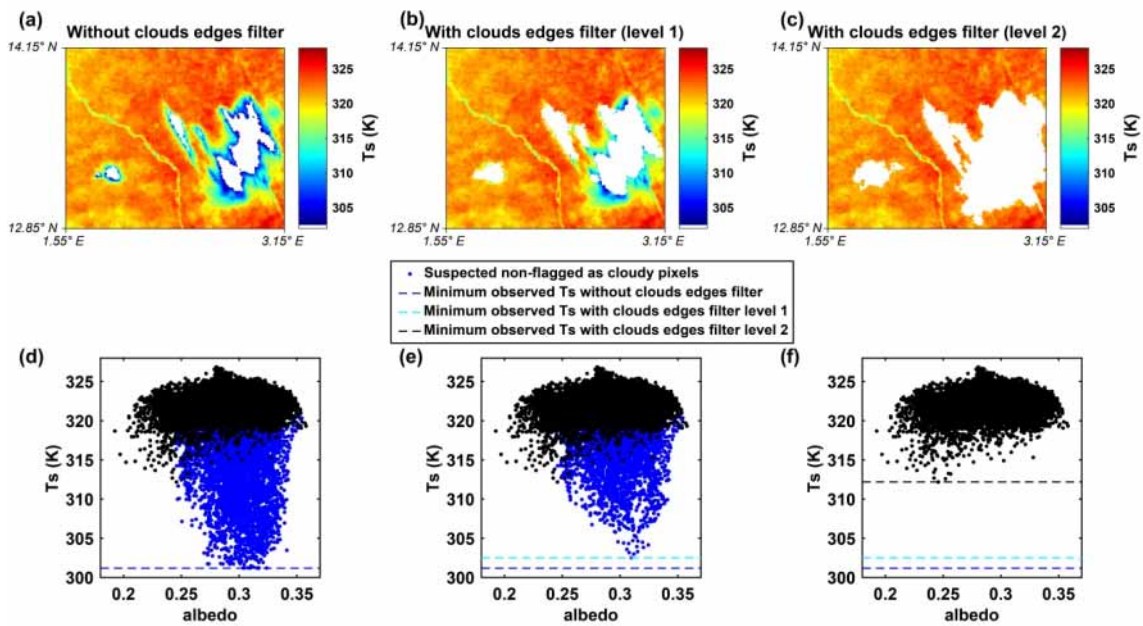 (a)
Without clouds edges filter
14.15° N
12.85° N
1.55° E
3.15° E
325
320
315
310
305
Ts (K)
(b)
With clouds edges filter (level 1)
14.15° N
12.85° N
1.55° E
3.15° E
325
320
315
310
305
Ts (K)
(c)
With clouds edges filter (level 2)
14.15° N
12.85° N
1.55° E
3.15° E
325
320
315
310
305
Ts (K)
Suspected non-flagged as cloudy pixels
Minimum observed Ts without clouds edges filter
Minimum observed Ts with clouds edges filter level 1
Minimum observed Ts with clouds edges filter level 2
(d)
325
320
315
310
305
300
Ts (K)
0.2 0.25 0.3 0.35
albedo
(e)
325
320
315
310
305
300
Ts (K)
0.2 0.25 0.3 0.35
albedo
(f)
325
320
315
310
305
300
Ts (K)
0.2 0.25 0.3 0.35
albedo